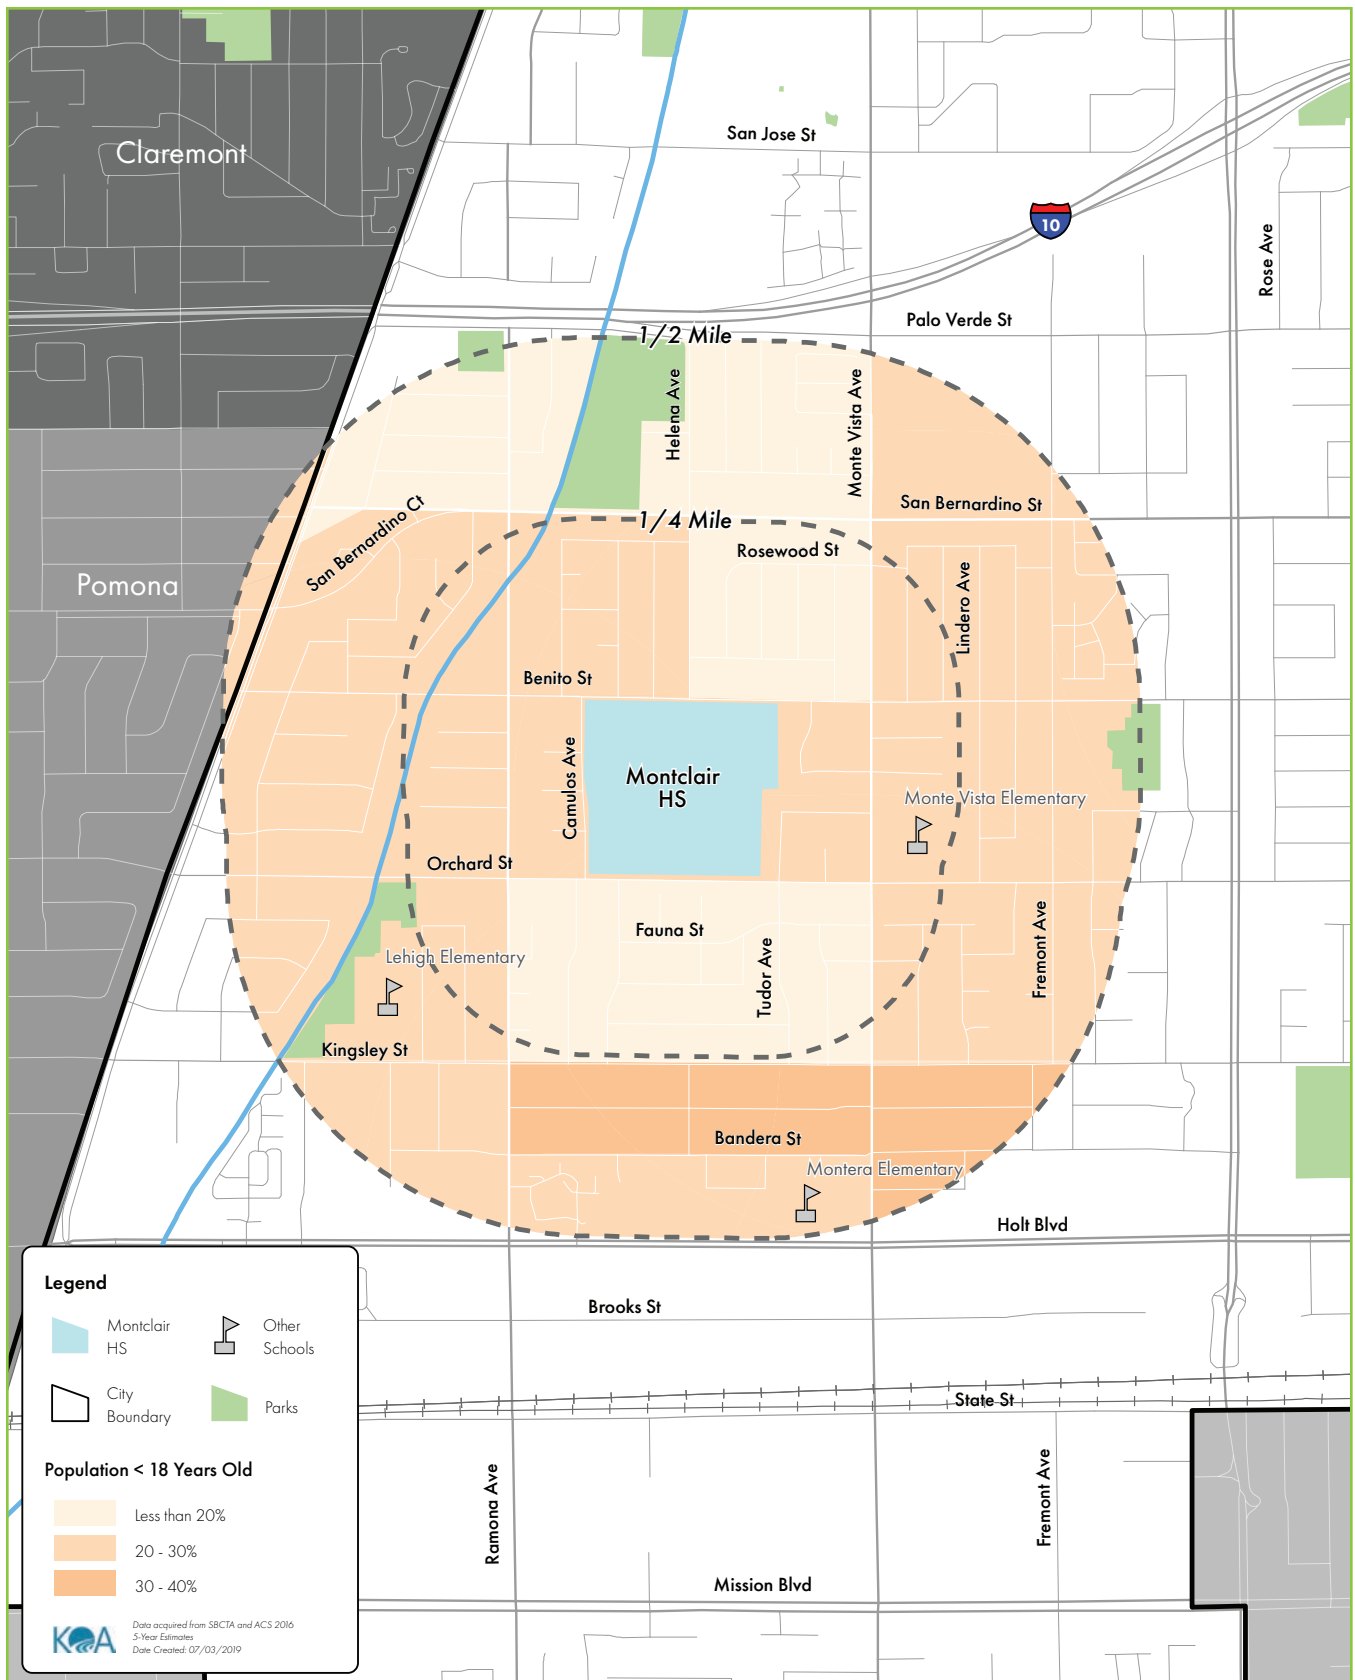 San Jose St
Claremont
10
Rose Ave
Palo Verde St
1/2 Mile
Helena Ave
Monte Vista Ave
San Bernardino Ct
San Bernardino St
1/4 Mile
Rosewood St
Lindero Ave
Pomona
Benito St
Camulos Ave
Montclair
HS
Monte Vista Elementary
Orchard St
Fauna St
Fremont Ave
Tudor Ave
Lehigh Elementary
Kingsley St
Bandera St
Montera Elementary
Holt Blvd
Brooks St
State St
Ramona Ave
Fremont Ave
Mission Blvd
Legend
Montclair
HS
Other
Schools
City
Boundary
Parks
Population < 18 Years Old
Less than 20%
20 - 30%
30 - 40%
KOA
Data acquired from SBCTA and ACS 2016
5-Year Estimates
Date Created: 07/03/2019